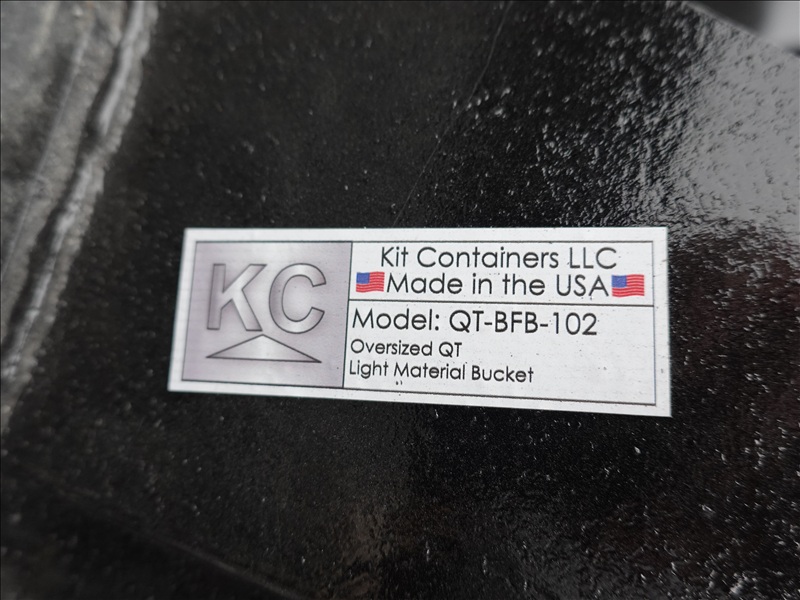 KC
Kit Containers LLC
Made in the USA
Model: QT-BFB-102
Oversized QT
Light Material Bucket